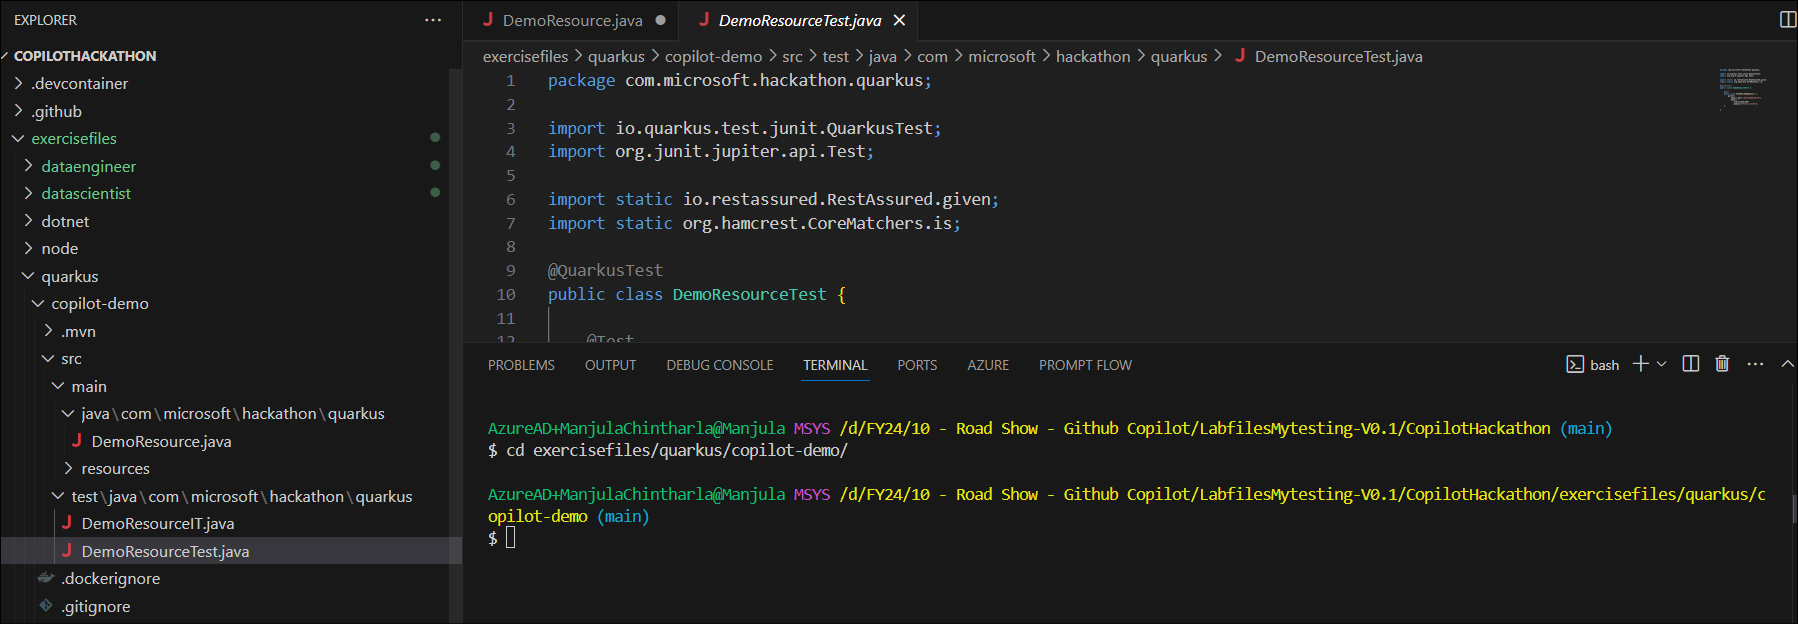 EXPLORER
COPILOTHACKATHON
.devcontainer
.github
exercisefiles
dataengineer
datascientist
dotnet
node
quarkus
copilot-demo
.mvn
src
main
java\com\microsoft\hackathon\quarkus
DemoResource.java
resources
test\java\com\microsoft\hackathon\quarkus
DemoResourceIT.java
DemoResourceTest.java
.dockerignore
.gitignore
DemoResource.java
DemoResourceTest.java
exercisefiles > quarkus > copilot-demo > src > test > java > com > microsoft > hackathon > quarkus > J DemoResourceTest.java
1 package com.microsoft.hackathon.quarkus;
2
3 import io.quarkus.test.junit.QuarkusTest;
4 import org.junit.jupiter.api.Test;
5
6 import static io.restassured.RestAssured.given;
7 import static org.hamcrest.CoreMatchers.is;
8
9 @QuarkusTest
10 public class DemoResourceTest {
11
12 @Test
PROBLEMS OUTPUT DEBUG CONSOLE TERMINAL PORTS AZURE PROMPT FLOW
bash
AzureAD+ManjulaChintharla@Manjula MSYS /d/FY24/10 - Road Show - Github Copilot/LabfilesMytesting-V0.1/CopilotHackathon (main)
$ cd exercisefiles/quarkus/copilot-demo/
AzureAD+ManjulaChintharla@Manjula MSYS /d/FY24/10 - Road Show - Github Copilot/LabfilesMytesting-V0.1/CopilotHackathon/exercisefiles/quarkus/c
opilot-demo (main)
$